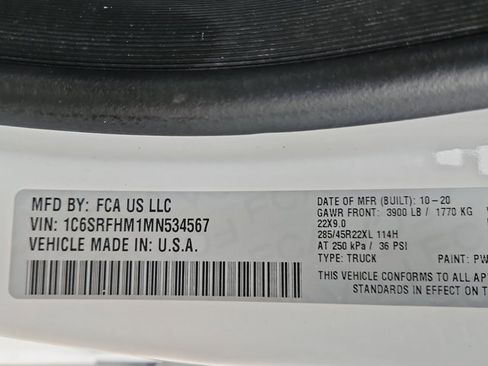 MFD BY: FCA US LLC
VIN: 1C6SRFHM1MN534567
VEHICLE MADE IN: U.S.A.
DATE OF MFR (BUILT): 10-20
GAWR FRONT: 3900 LB / 1770 KG
22X9.0
285/45R22XL 114H
AT 250 kPa / 36 PSI
TYPE: TRUCK PAINT: PW
THIS VEHICLE CONFORMS TO ALL AP
STANDARDS IN EFFECT ON T